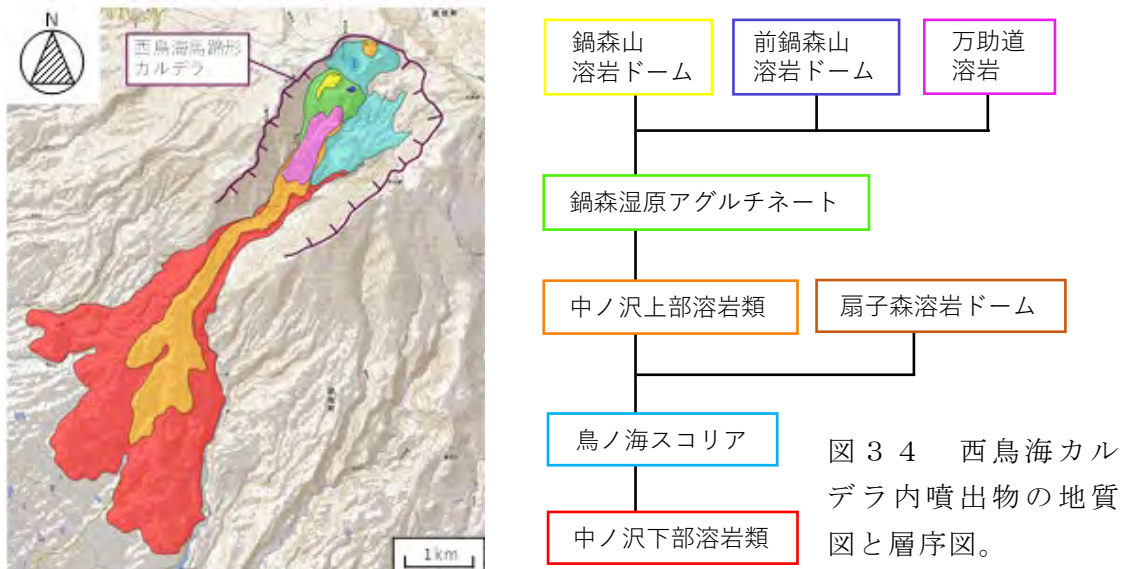 N
西鳥海馬蹄形
カルデラ
1km
鍋森山
溶岩ドーム
前鍋森山
溶岩ドーム
万助道
溶岩
鍋森湿原アグルチネート
中ノ沢上部溶岩類
扇子森溶岩ドーム
鳥ノ海スコリア
中ノ沢下部溶岩類
図34 西鳥海カル
デラ内噴出物の地質
図と層序図。